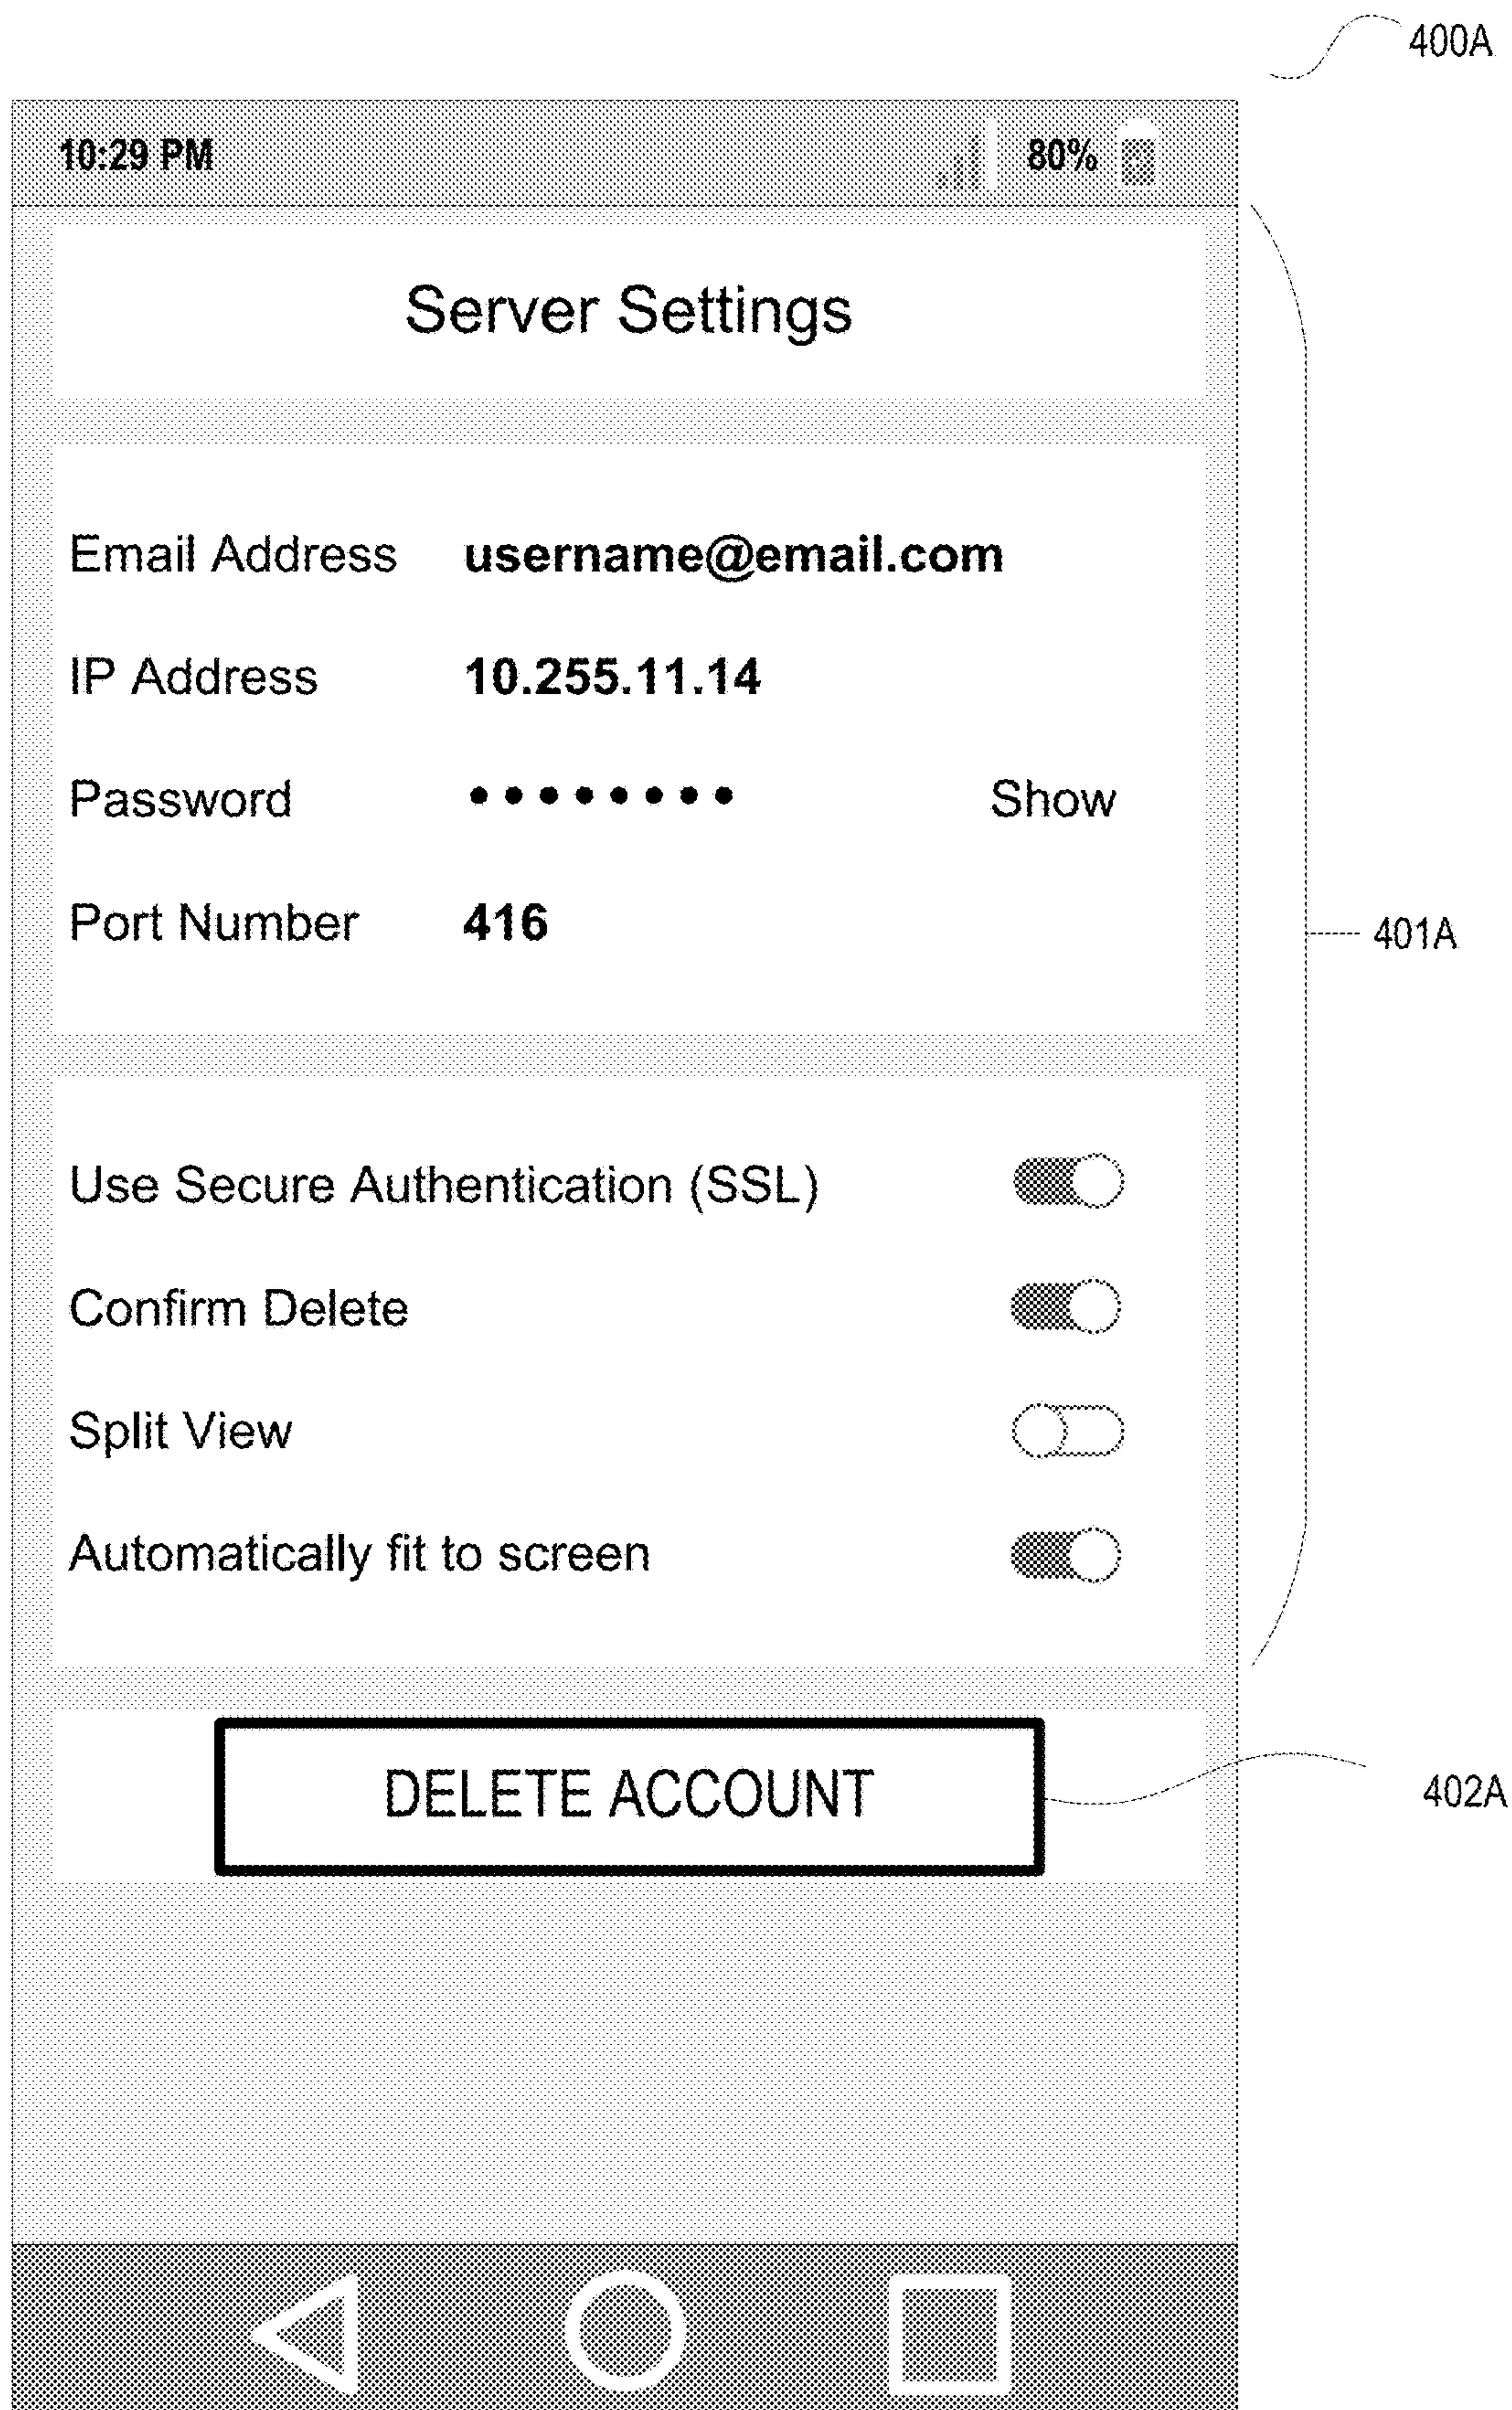 400A
10:29 PM 80%
Server Settings
Email Address username@email.com
IP Address 10.255.11.14
Password •••••••• Show
Port Number 416
401A
Use Secure Authentication (SSL)
Confirm Delete
Split View
Automatically fit to screen
DELETE ACCOUNT
402A